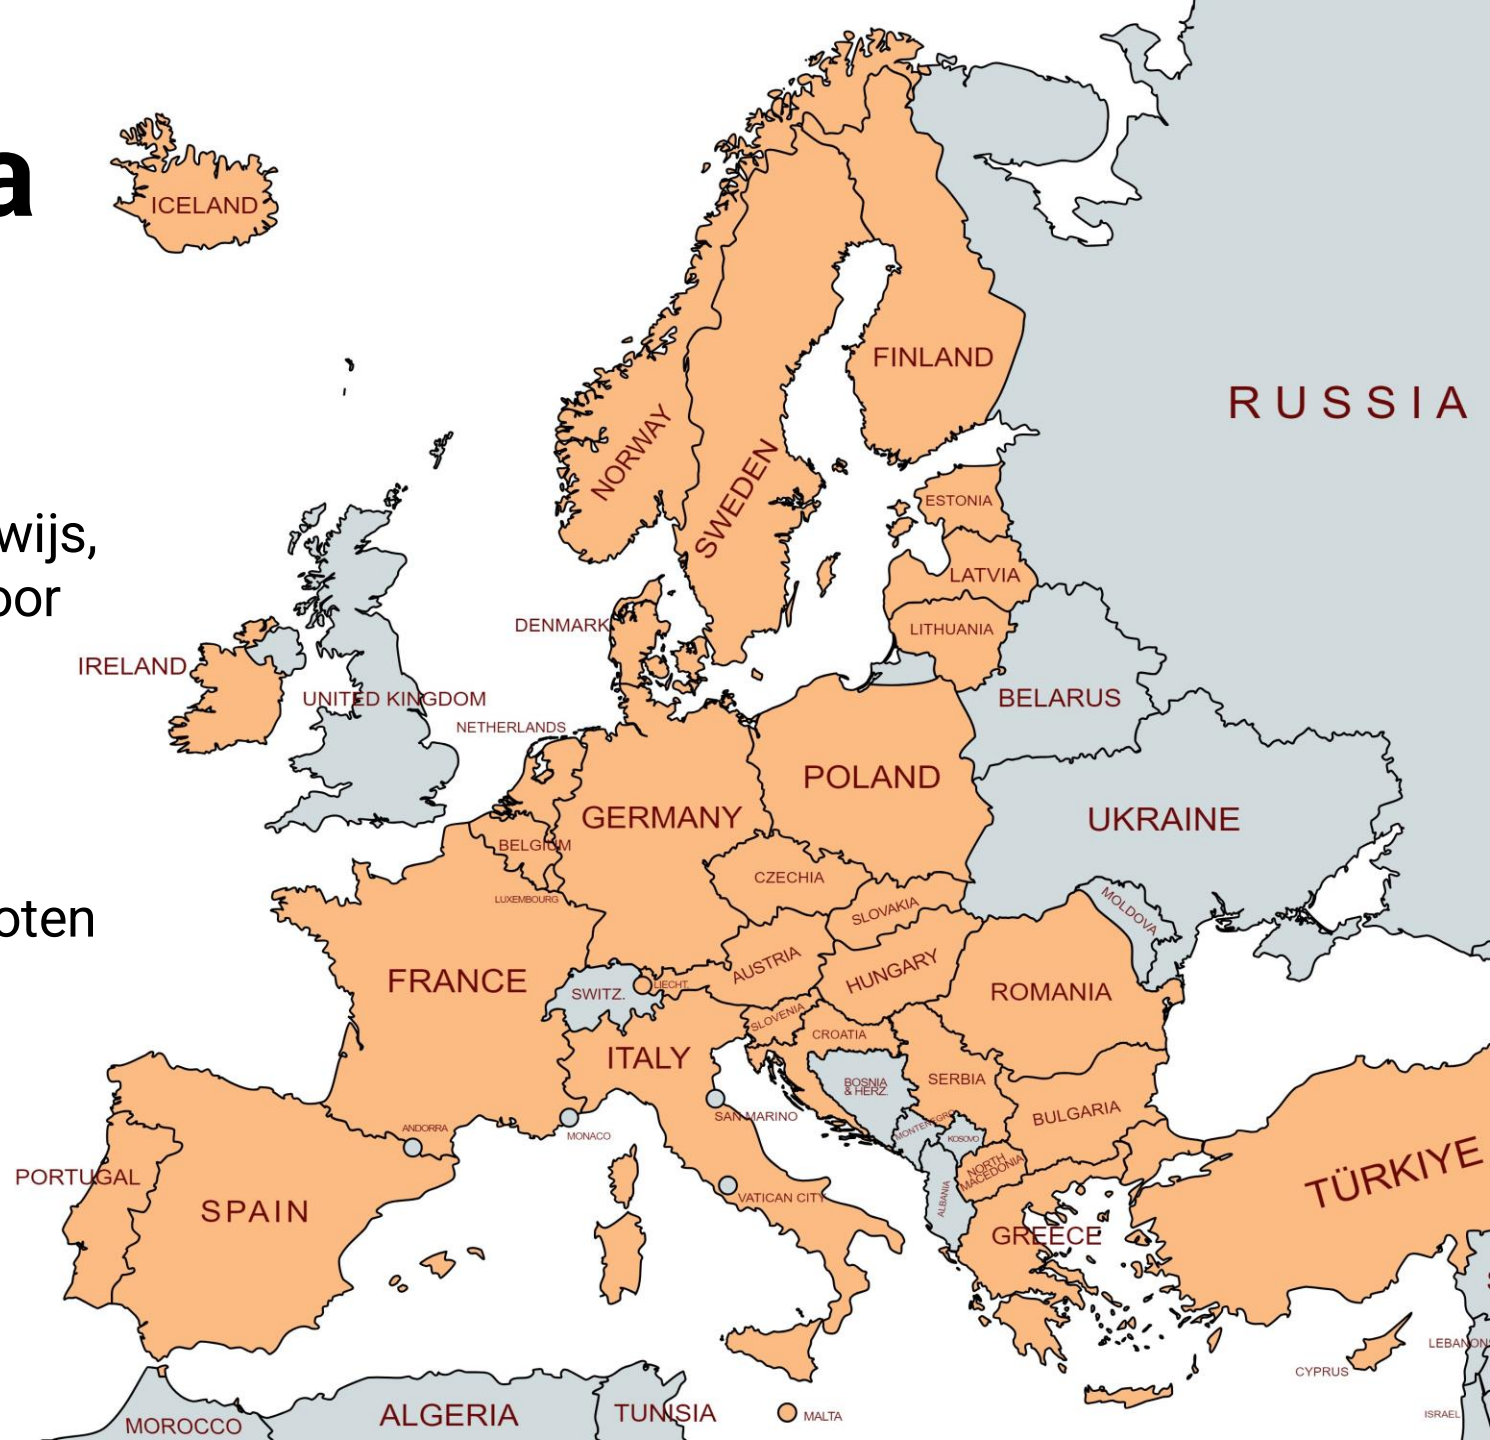 a
ICELAND
FINLAND
RUSSIA
NORWAY
SWEDEN
ESTONIA
wijs,
LATVIA
oor
DENMARK
LITHUANIA
IRELAND
UNITED KINGDOM
BELARUS
NETHERLANDS
POLAND
GERMANY
UKRAINE
BELGIUM
CZECHIA
LUXEMBOURG
SLOVAKIA
MOLDOVA
oten
AUSTRIA
HUNGARY
FRANCE
LIECHT.
SWITZ.
ROMANIA
SLOVENIA
CROATIA
ITALY
BOSNIA
& HERZ.
SERBIA
SAN MARINO
BULGARIA
MONTENEGRO
ANDORRA
MONACO
KOSOVO
NORTH
MACEDONIA
PORTUGAL
TÜRKIYE
VATICAN CITY
ALBANIA
SPAIN
GREECE
S
LEBANON
CYPRUS
MOROCCO
ALGERIA
TUNISIA
MALTA
ISRAEL